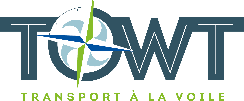 TOWT
TRANSPORT À LA VOILE